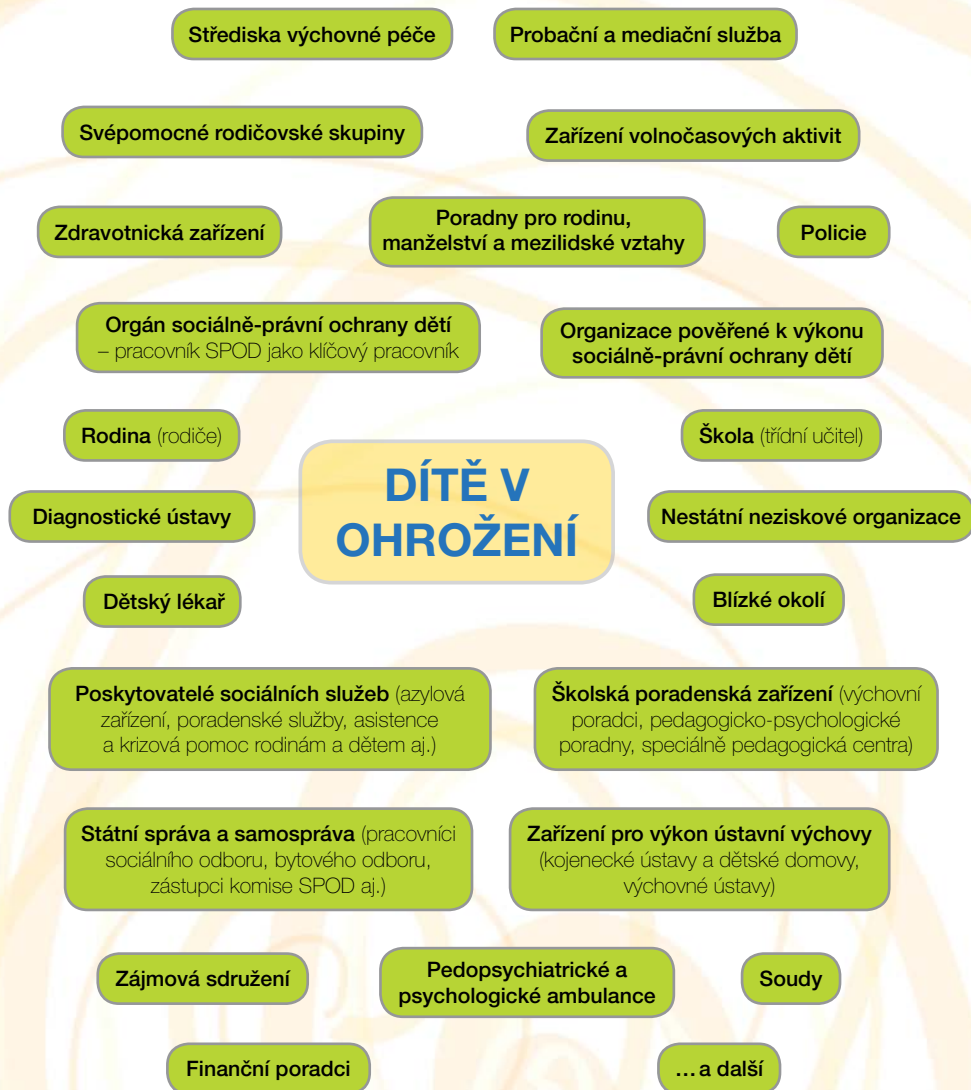 Střediska výchovné péče
Probační a mediační služba
Svépomocné rodičovské skupiny
Zařízení volnočasových aktivit
Zdravotnická zařízení
Poradny pro rodinu,
manželství a mezilidské vztahy
Policie
Orgán sociálně-právní ochrany dětí
– pracovník SPOD jako klíčový pracovník
Organizace pověřené k výkonu
sociálně-právní ochrany dětí
Rodina (rodiče)
Škola (třídní učitel)
DÍTĚ V
OHROŽENÍ
Diagnostické ústavy
Nestátní neziskové organizace
Dětský lékař
Blízké okolí
Poskytovatelé sociálních služeb (azylová
zařízení, poradenské služby, asistence
a krizová pomoc rodinám a dětem aj.)
Školská poradenská zařízení (výchovní
poradci, pedagogicko-psychologické
poradny, speciálně pedagogická centra)
Státní správa a samospráva (pracovníci
sociálního odboru, bytového odboru,
zástupci komise SPOD aj.)
Zařízení pro výkon ústavní výchovy
(kojenecké ústavy a dětské domovy,
výchovné ústavy)
Zájmová sdružení
Pedopsychiatrické a
psychologické ambulance
Soudy
Finanční poradci
... a další